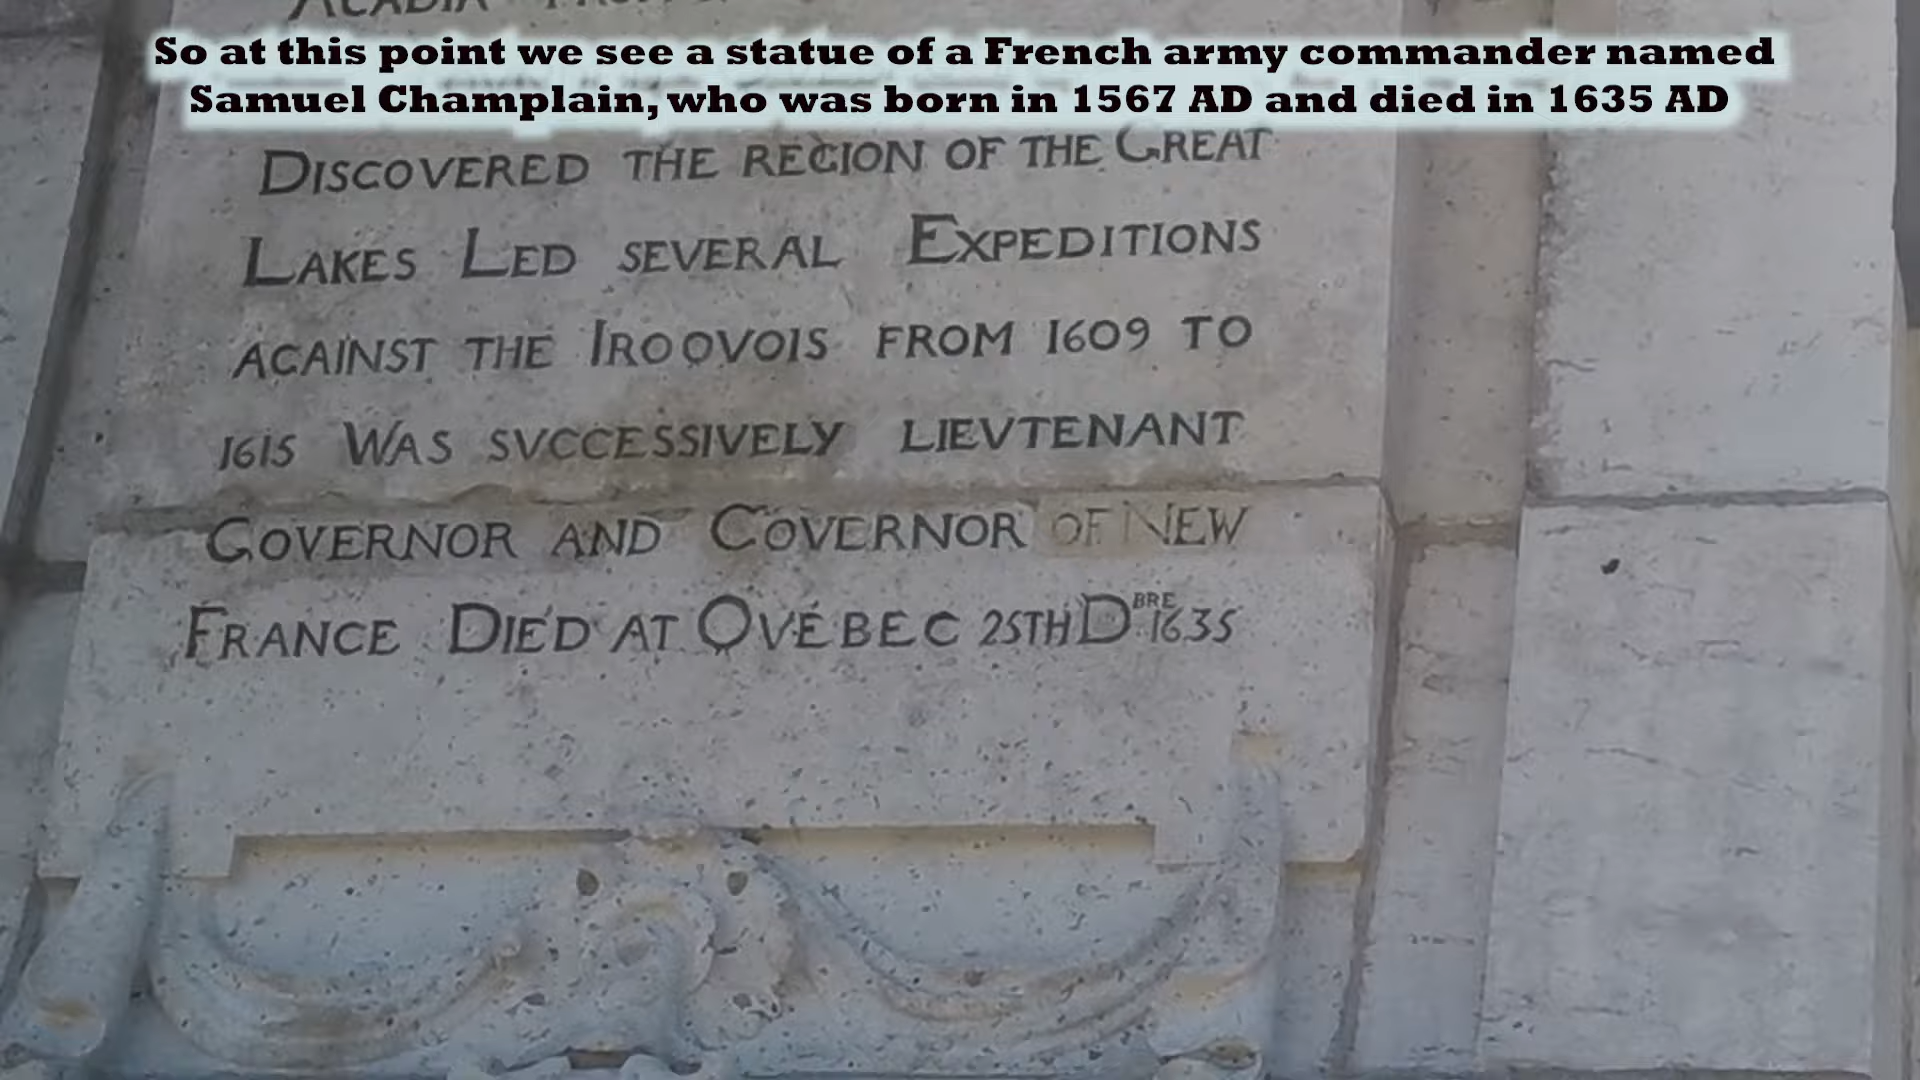 ACADIA
So at this point we see a statue of a French army commander named
Samuel Champlain, who was born in 1567 AD and died in 1635 AD
DISCOVERED THE REGION OF THE GREAT
LAKES LED SEVERAL EXPEDITIONS
AGAINST THE IROQVOIS FROM 1609 TO
1615 WAS SVCCESSIVELY LIEVTENANT
GOVERNOR AND GOVERNOR OF NEW
FRANCE DIED AT QVÉBEC 25TH DBRE 1635